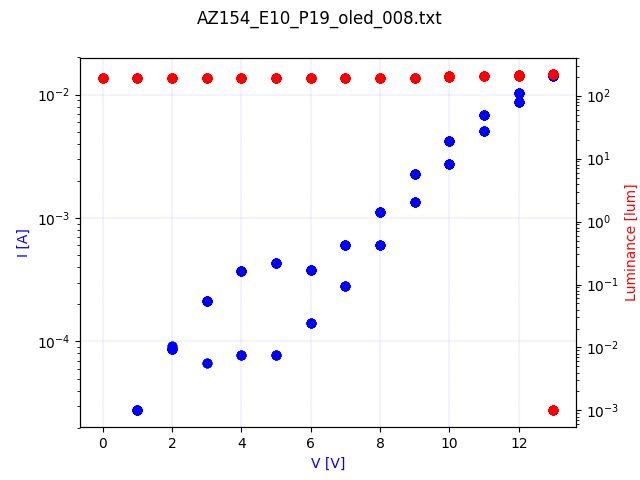 AZ154_E10_P19_oled_008.txt
10⁻²
10⁻³
10⁻⁴
I [A]
10²
10¹
10⁰
10⁻¹
10⁻²
10⁻³
Luminance [lum]
0 2 4 6 8 10 12
V [V]